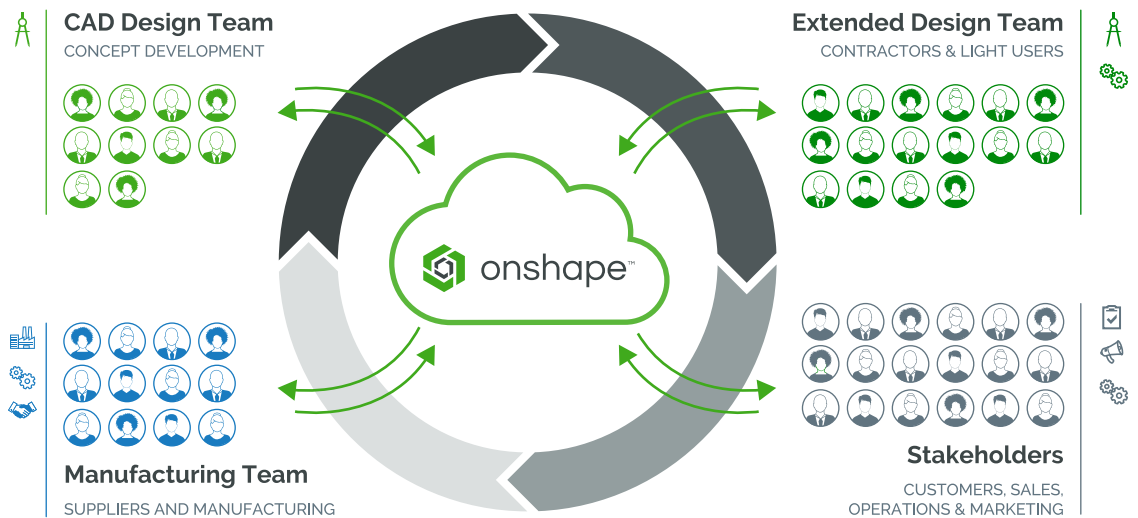 CAD Design Team
CONCEPT DEVELOPMENT
Extended Design Team
CONTRACTORS & LIGHT USERS
onshape™
Manufacturing Team
SUPPLIERS AND MANUFACTURING
Stakeholders
CUSTOMERS, SALES,
OPERATIONS & MARKETING